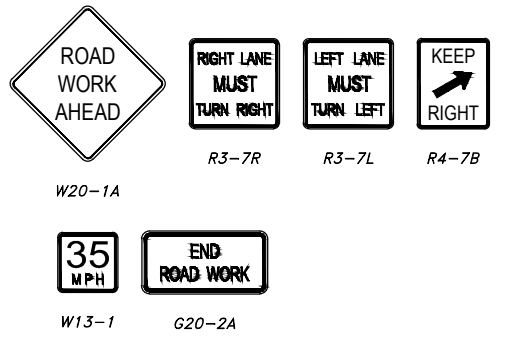 ROAD
WORK
AHEAD
W20-1A
RIGHT LANE
MUST
TURN RIGHT
R3-7R
LEFT LANE
MUST
TURN LEFT
R3-7L
KEEP
RIGHT
R4-7B
35
MPH
W13-1
END
ROAD WORK
G20-2A